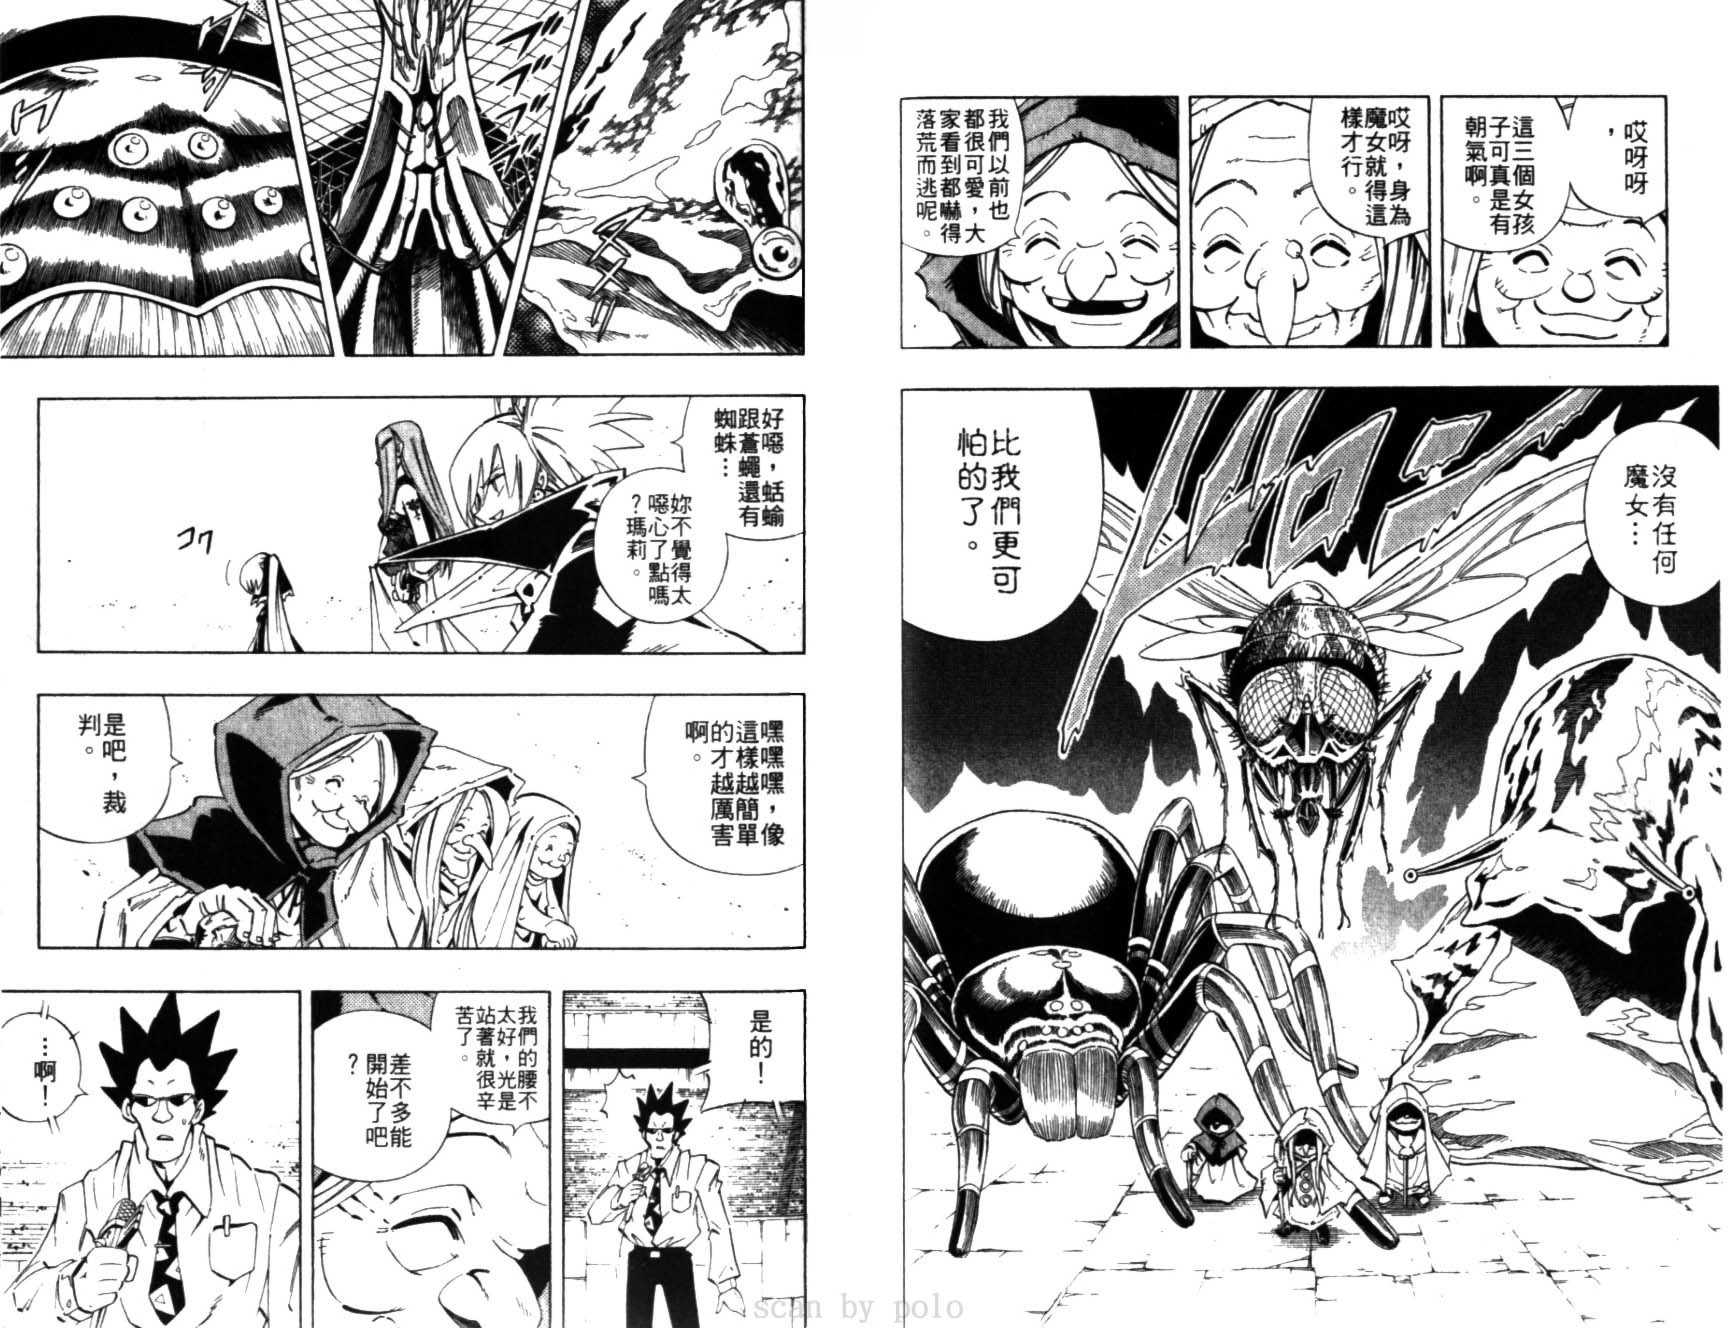 哎呀呀
，
這三個女孩
子可真是有
朝氣啊。
哎呀，身為
魔女就得這
樣才行。
我們以前也
都很可愛，大
家看到都嚇得
落荒而逃呢。
沒有任何
魔女…
比我們更可
怕的了。
好噁，蛞蝓
跟蒼蠅還有
蜘蛛…
妳不覺得太
噁心了點嗎
？瑪莉。
コク
嘿嘿嘿，像
這樣越簡單
的才越厲害
啊。
是吧，裁
判。
是的！
我們的腰不
太好，光是
站著就很辛
苦了。
差不多能
開始了吧
？
…啊！
scan by polo